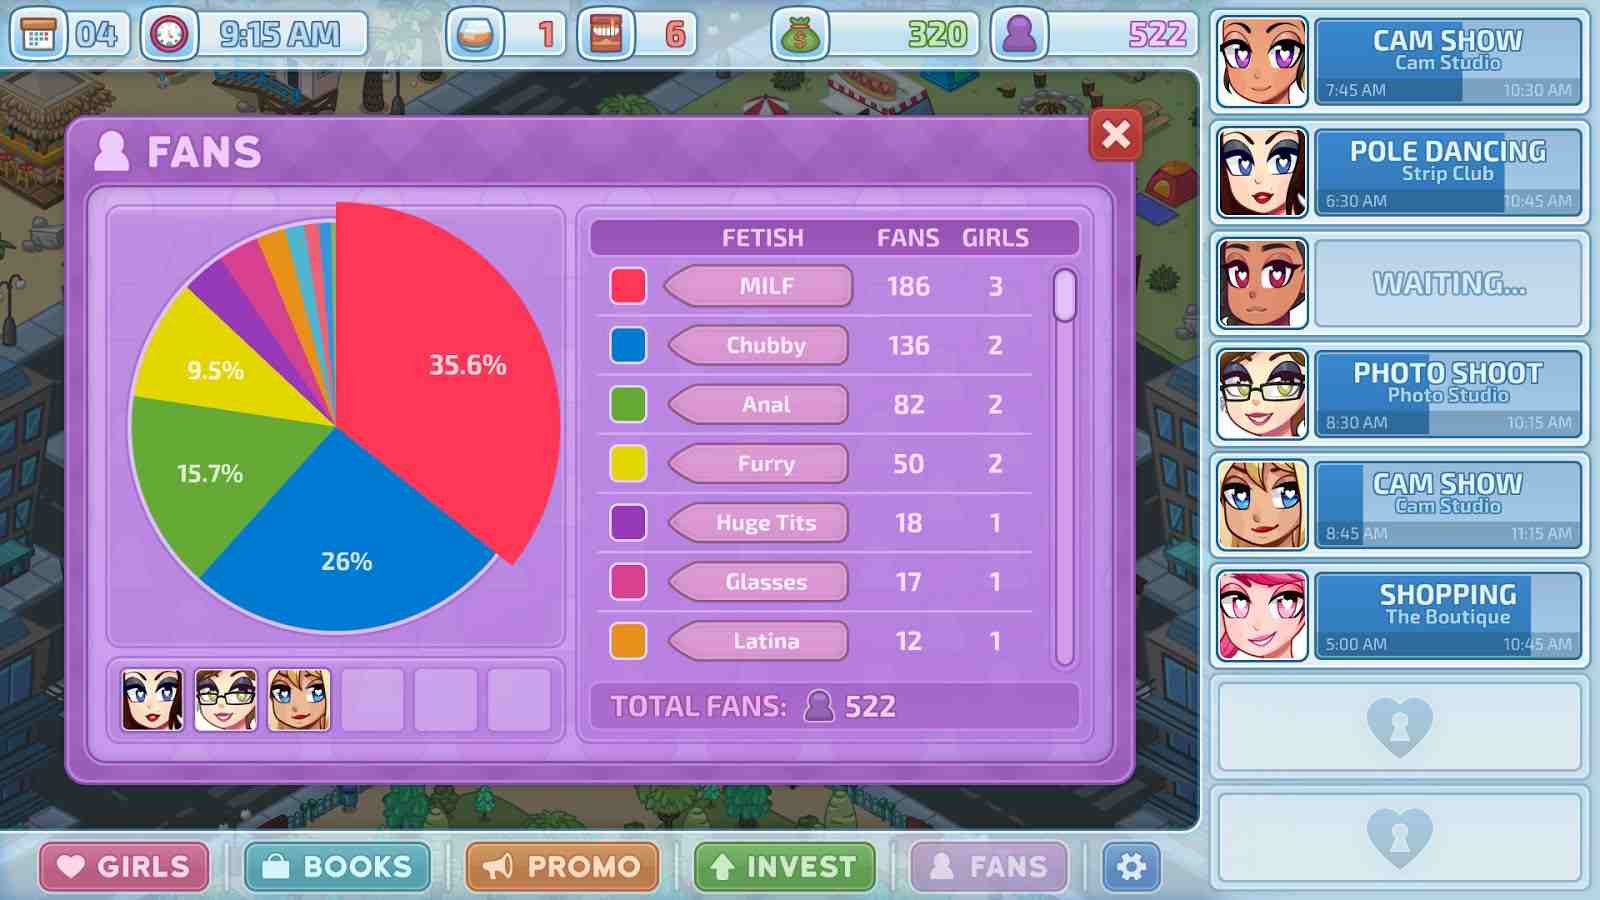 04
9:15 AM
1
6
320
522
FANS
35.6%
26%
15.7%
9.5%
FETISH FANS GIRLS
MILF 186 3
Chubby 136 2
Anal 82 2
Furry 50 2
Huge Tits 18 1
Glasses 17 1
Latina 12 1
TOTAL FANS: 522
CAM SHOW
Cam Studio
7:45 AM 10:30 AM
POLE DANCING
Strip Club
6:30 AM 10:45 AM
WAITING...
PHOTO SHOOT
Photo Studio
8:30 AM 10:15 AM
CAM SHOW
Cam Studio
8:45 AM 11:15 AM
SHOPPING
The Boutique
5:00 AM 10:45 AM
GIRLS
BOOKS
PROMO
INVEST
FANS